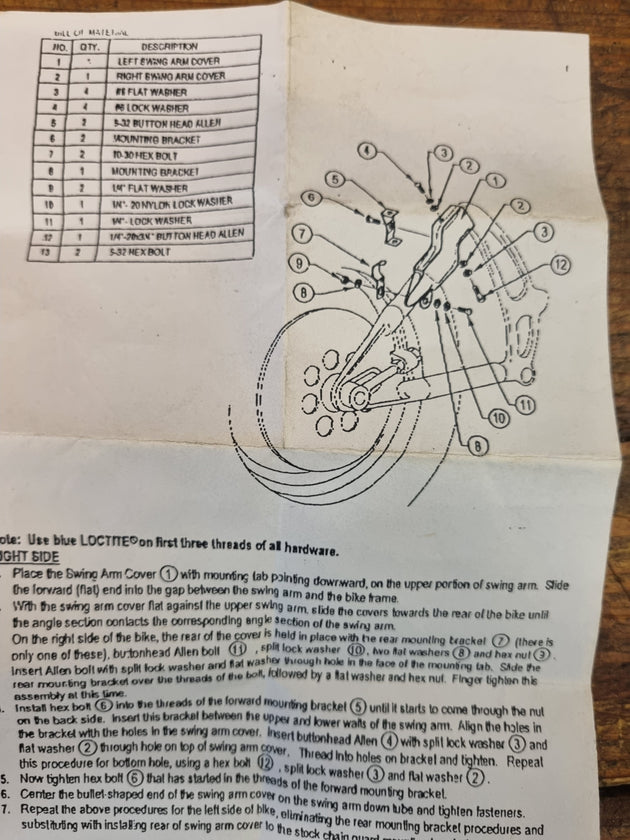 BILL OF MATERIAL
NO. QTY. DESCRIPTION
1 LEFT SWING ARM COVER
2 1 RIGHT SWING ARM COVER
3 4 #8 FLAT WASHER
4 4 #8 LOCK WASHER
5 2 8-32 BUTTON HEAD ALLEN
6 2 MOUNTING BRACKET
7 2 10-30 HEX BOLT
8 1 MOUNTING BRACKET
9 2 1/4" FLAT WASHER
10 1 1/4"- 20 NYLON LOCK WASHER
11 1 1/4"- LOCK WASHER
12 1 1/4"-20x3/4" BUTTON HEAD ALLEN
13 2 8-32 HEX BOLT
4 3 2 1
5
6 2
7 3
9 12
8
11
10
8
ote: Use blue LOCTITE© on first three threads of all hardware.
IGHT SIDE
. Place the Swing Arm Cover 1 with mounting tab pointing downward, on the upper portion of swing arm. Slide
the forward (flat) end into the gap between the swing arm and the bike frame.
. With the swing arm cover flat against the upper swing arm, slide the covers towards the rear of the bike until
the angle section contacts the corresponding angle section of the swing arm.
On the right side of the bike, the rear of the cover is held in place with the rear mounting bracket 7 (there is
only one of these), buttonhead Allen bolt 11 , split lock washer 10, two flat washers 8 and hex nut 9.
Insert Allen bolt with split lock washer and flat washer through hole in the face of the mounting tab. Slide the
rear mounting bracket over the threads of the bolt, followed by a flat washer and hex nut. Finger tighten this
assembly at this time.
. Install hex bolt 6 into the threads of the forward mounting bracket 5 until it starts to come through the nut
on the back side. Insert this bracket between the upper and lower walls of the swing arm. Align the holes in
the bracket with the holes in the swing arm cover. Insert buttonhead Allen 4 with split lock washer 3 and
flat washer 2 through hole on top of swing arm cover. Thread into holes on bracket and tighten. Repeat
this procedure for bottom hole, using a hex bolt 12 , split lock washer 3 and flat washer 2.
5. Now tighten hex bolt 6 that has started in the threads of the forward mounting bracket.
6. Center the bullet-shaped end of the swing arm cover on the swing arm down tube and tighten fasteners.
7. Repeat the above procedures for the left side of bike, eliminating the rear mounting bracket procedures and
substituting with installing rear of swing arm cover to the stock chain guard